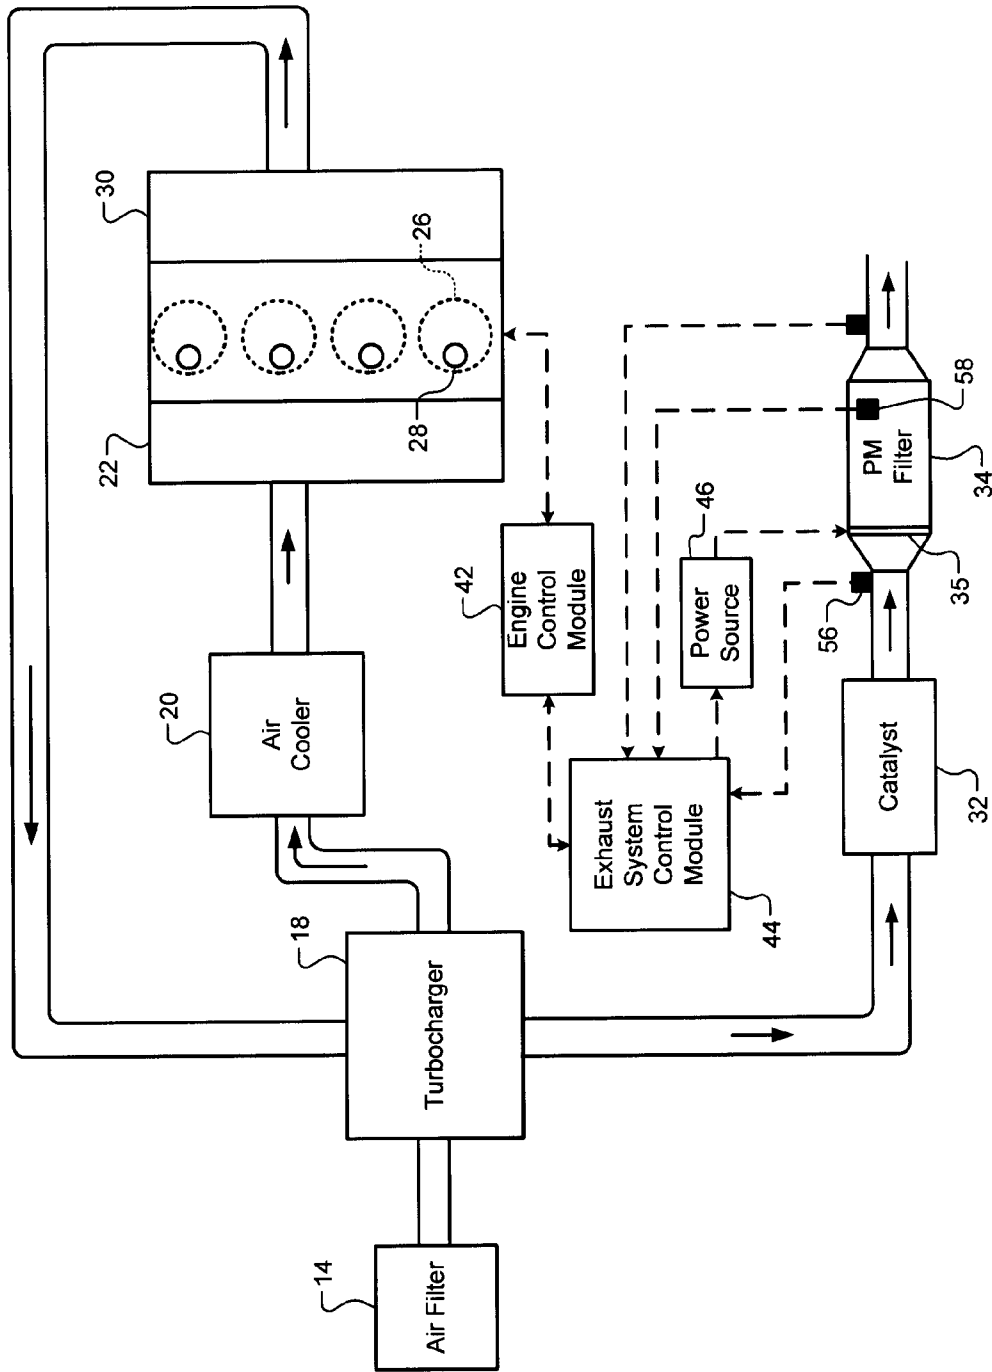 30
22
26
28
20
Air
Cooler
42
Engine
Control
Module
46
Power
Source
18
Turbocharger
Exhaust
System
Control
Module
44
14
Air Filter
56
Catalyst
32
35
PM
Filter
58
34